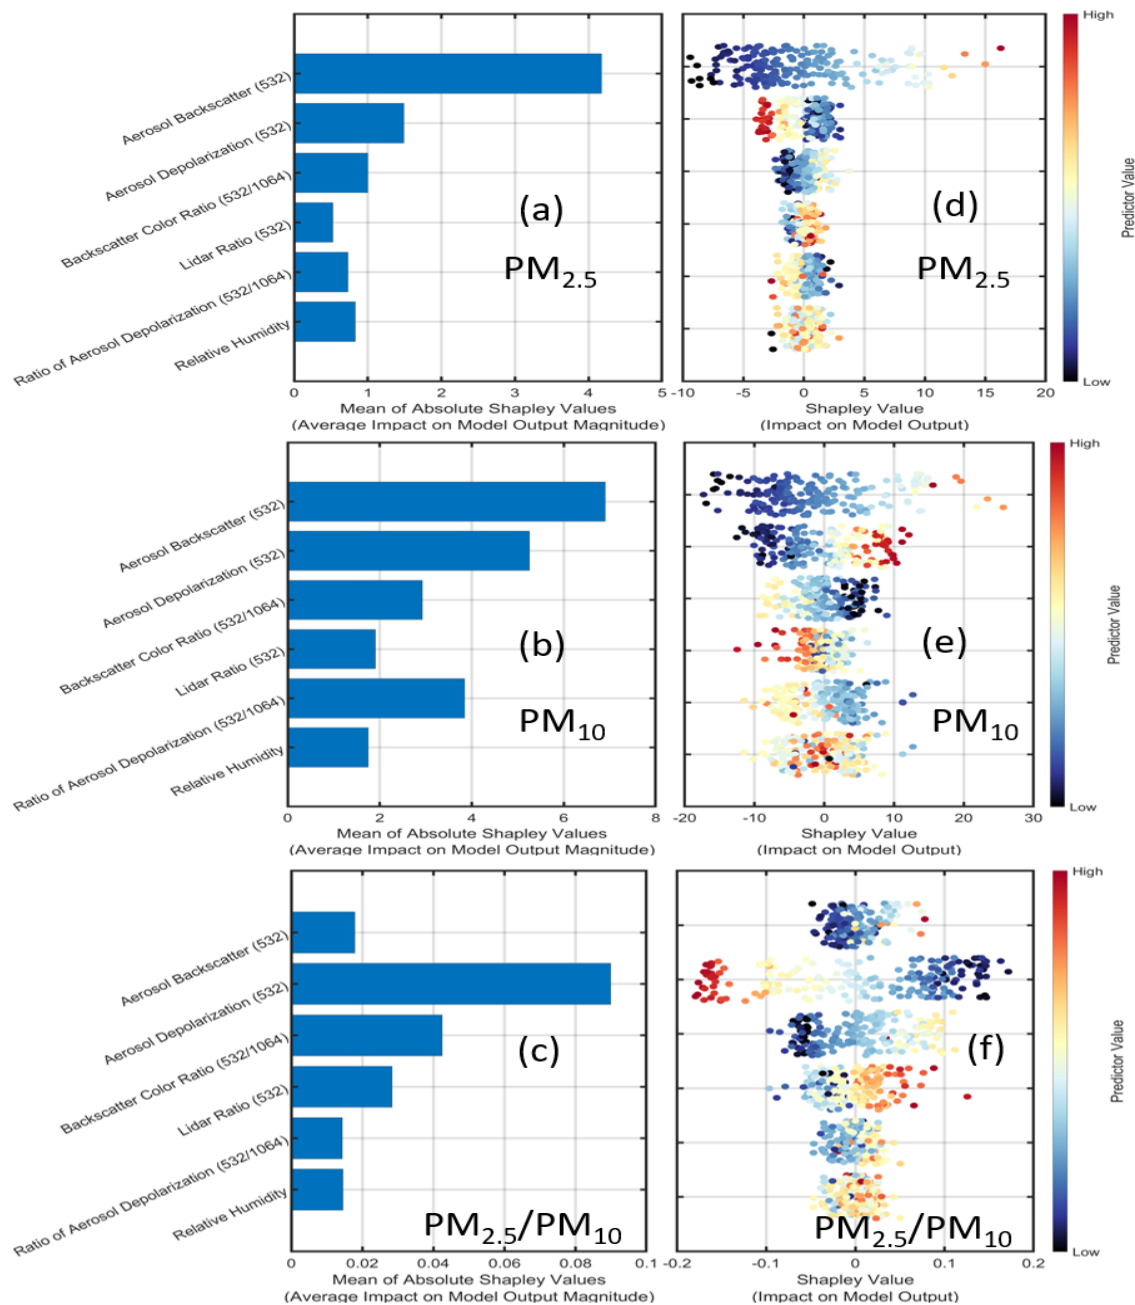 Aerosol Backscatter (532)
Aerosol Depolarization (532)
Backscatter Color Ratio (532/1064)
Lidar Ratio (532)
Ratio of Aerosol Depolarization (532/1064)
Relative Humidity
(a)
PM2.5
0 1 2 3 4 5
Mean of Absolute Shapley Values
(Average Impact on Model Output Magnitude)
(d)
PM2.5
-10 -5 0 5 10 15 20
Shapley Value
(Impact on Model Output)
High
Predictor Value
Low
Aerosol Backscatter (532)
Aerosol Depolarization (532)
Backscatter Color Ratio (532/1064)
Lidar Ratio (532)
Ratio of Aerosol Depolarization (532/1064)
Relative Humidity
(b)
PM10
0 2 4 6 8
Mean of Absolute Shapley Values
(Average Impact on Model Output Magnitude)
(e)
PM10
-20 -10 0 10 20 30
Shapley Value
(Impact on Model Output)
High
Predictor Value
Low
Aerosol Backscatter (532)
Aerosol Depolarization (532)
Backscatter Color Ratio (532/1064)
Lidar Ratio (532)
Ratio of Aerosol Depolarization (532/1064)
Relative Humidity
(c)
PM2.5/PM10
0 0.02 0.04 0.06 0.08 0.1
Mean of Absolute Shapley Values
(Average Impact on Model Output Magnitude)
(f)
PM2.5/PM10
-0.2 -0.1 0 0.1 0.2
Shapley Value
(Impact on Model Output)
High
Predictor Value
Low